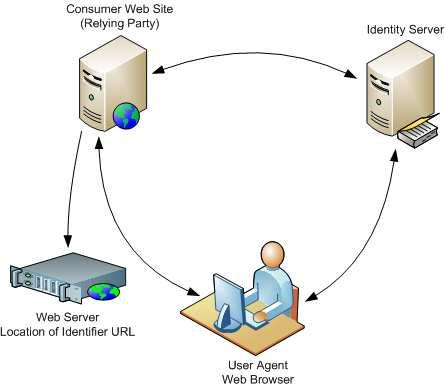 Consumer Web Site
(Relying Party)
Identity Server
Web Server
Location of Identifier URL
User Agent
Web Browser